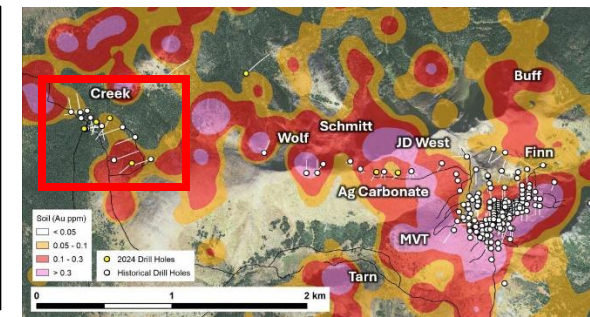 Buff
Creek
Schmitt
Wolf
JD West
Finn
Ag Carbonate
Soil (Au ppm)
< 0.05
0.05 - 0.1
0.1 - 0.3
> 0.3
2024 Drill Holes
Historical Drill Holes
MVT
Tarn
0 1 2 km